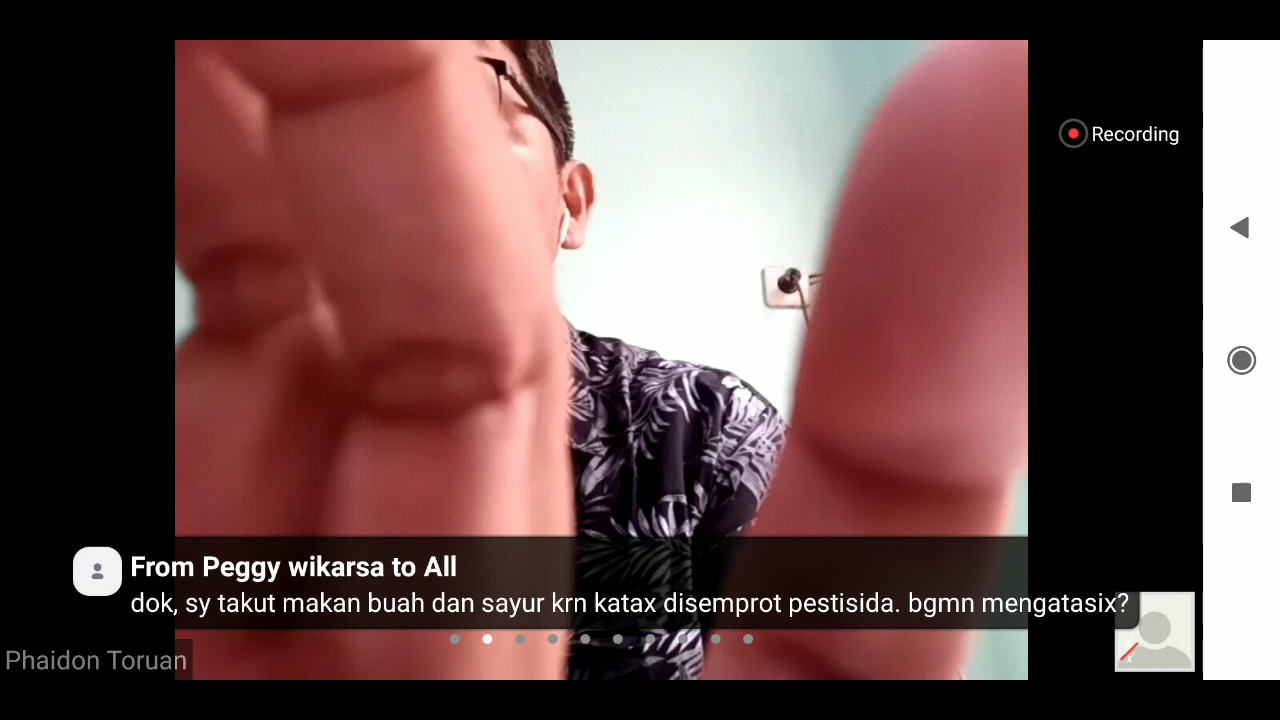 Recording
From Peggy wikarsa to All
dok, sy takut makan buah dan sayur krn katax disemprot pestisida. bgmn mengatasix?
Phaidon Toruan